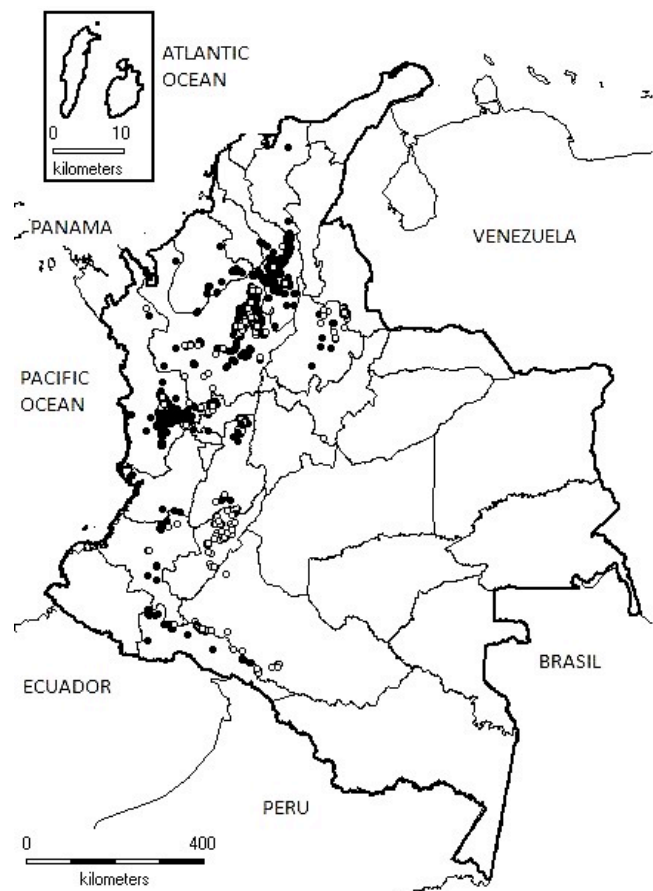 ATLANTIC
OCEAN
0 10
kilometers
PANAMA
VENEZUELA
PACIFIC
OCEAN
BRASIL
ECUADOR
PERU
0 400
kilometers